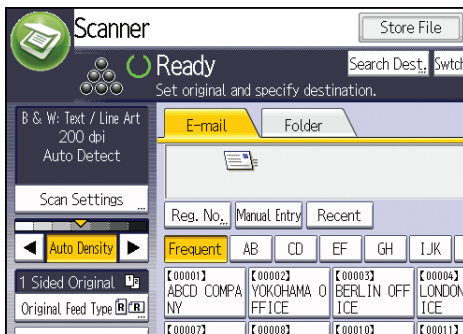 Scanner
Store File
Ready
Search Dest.
Swtch
Set original and specify destination.
B & W: Text / Line Art
200 dpi
Auto Detect
E-mail
Folder
Scan Settings
Reg. No.
Manual Entry
Recent
Auto Density
Frequent
AB
CD
EF
GH
IJK
1 Sided Original
Original Feed Type
[00001]
ABCD COMPA
NY
[00002]
YOKOHAMA O
FFICE
[00003]
BERLIN OFF
ICE
[00004]
LONDON
ICE
[00007]
[00008]
[00010]
[00011]